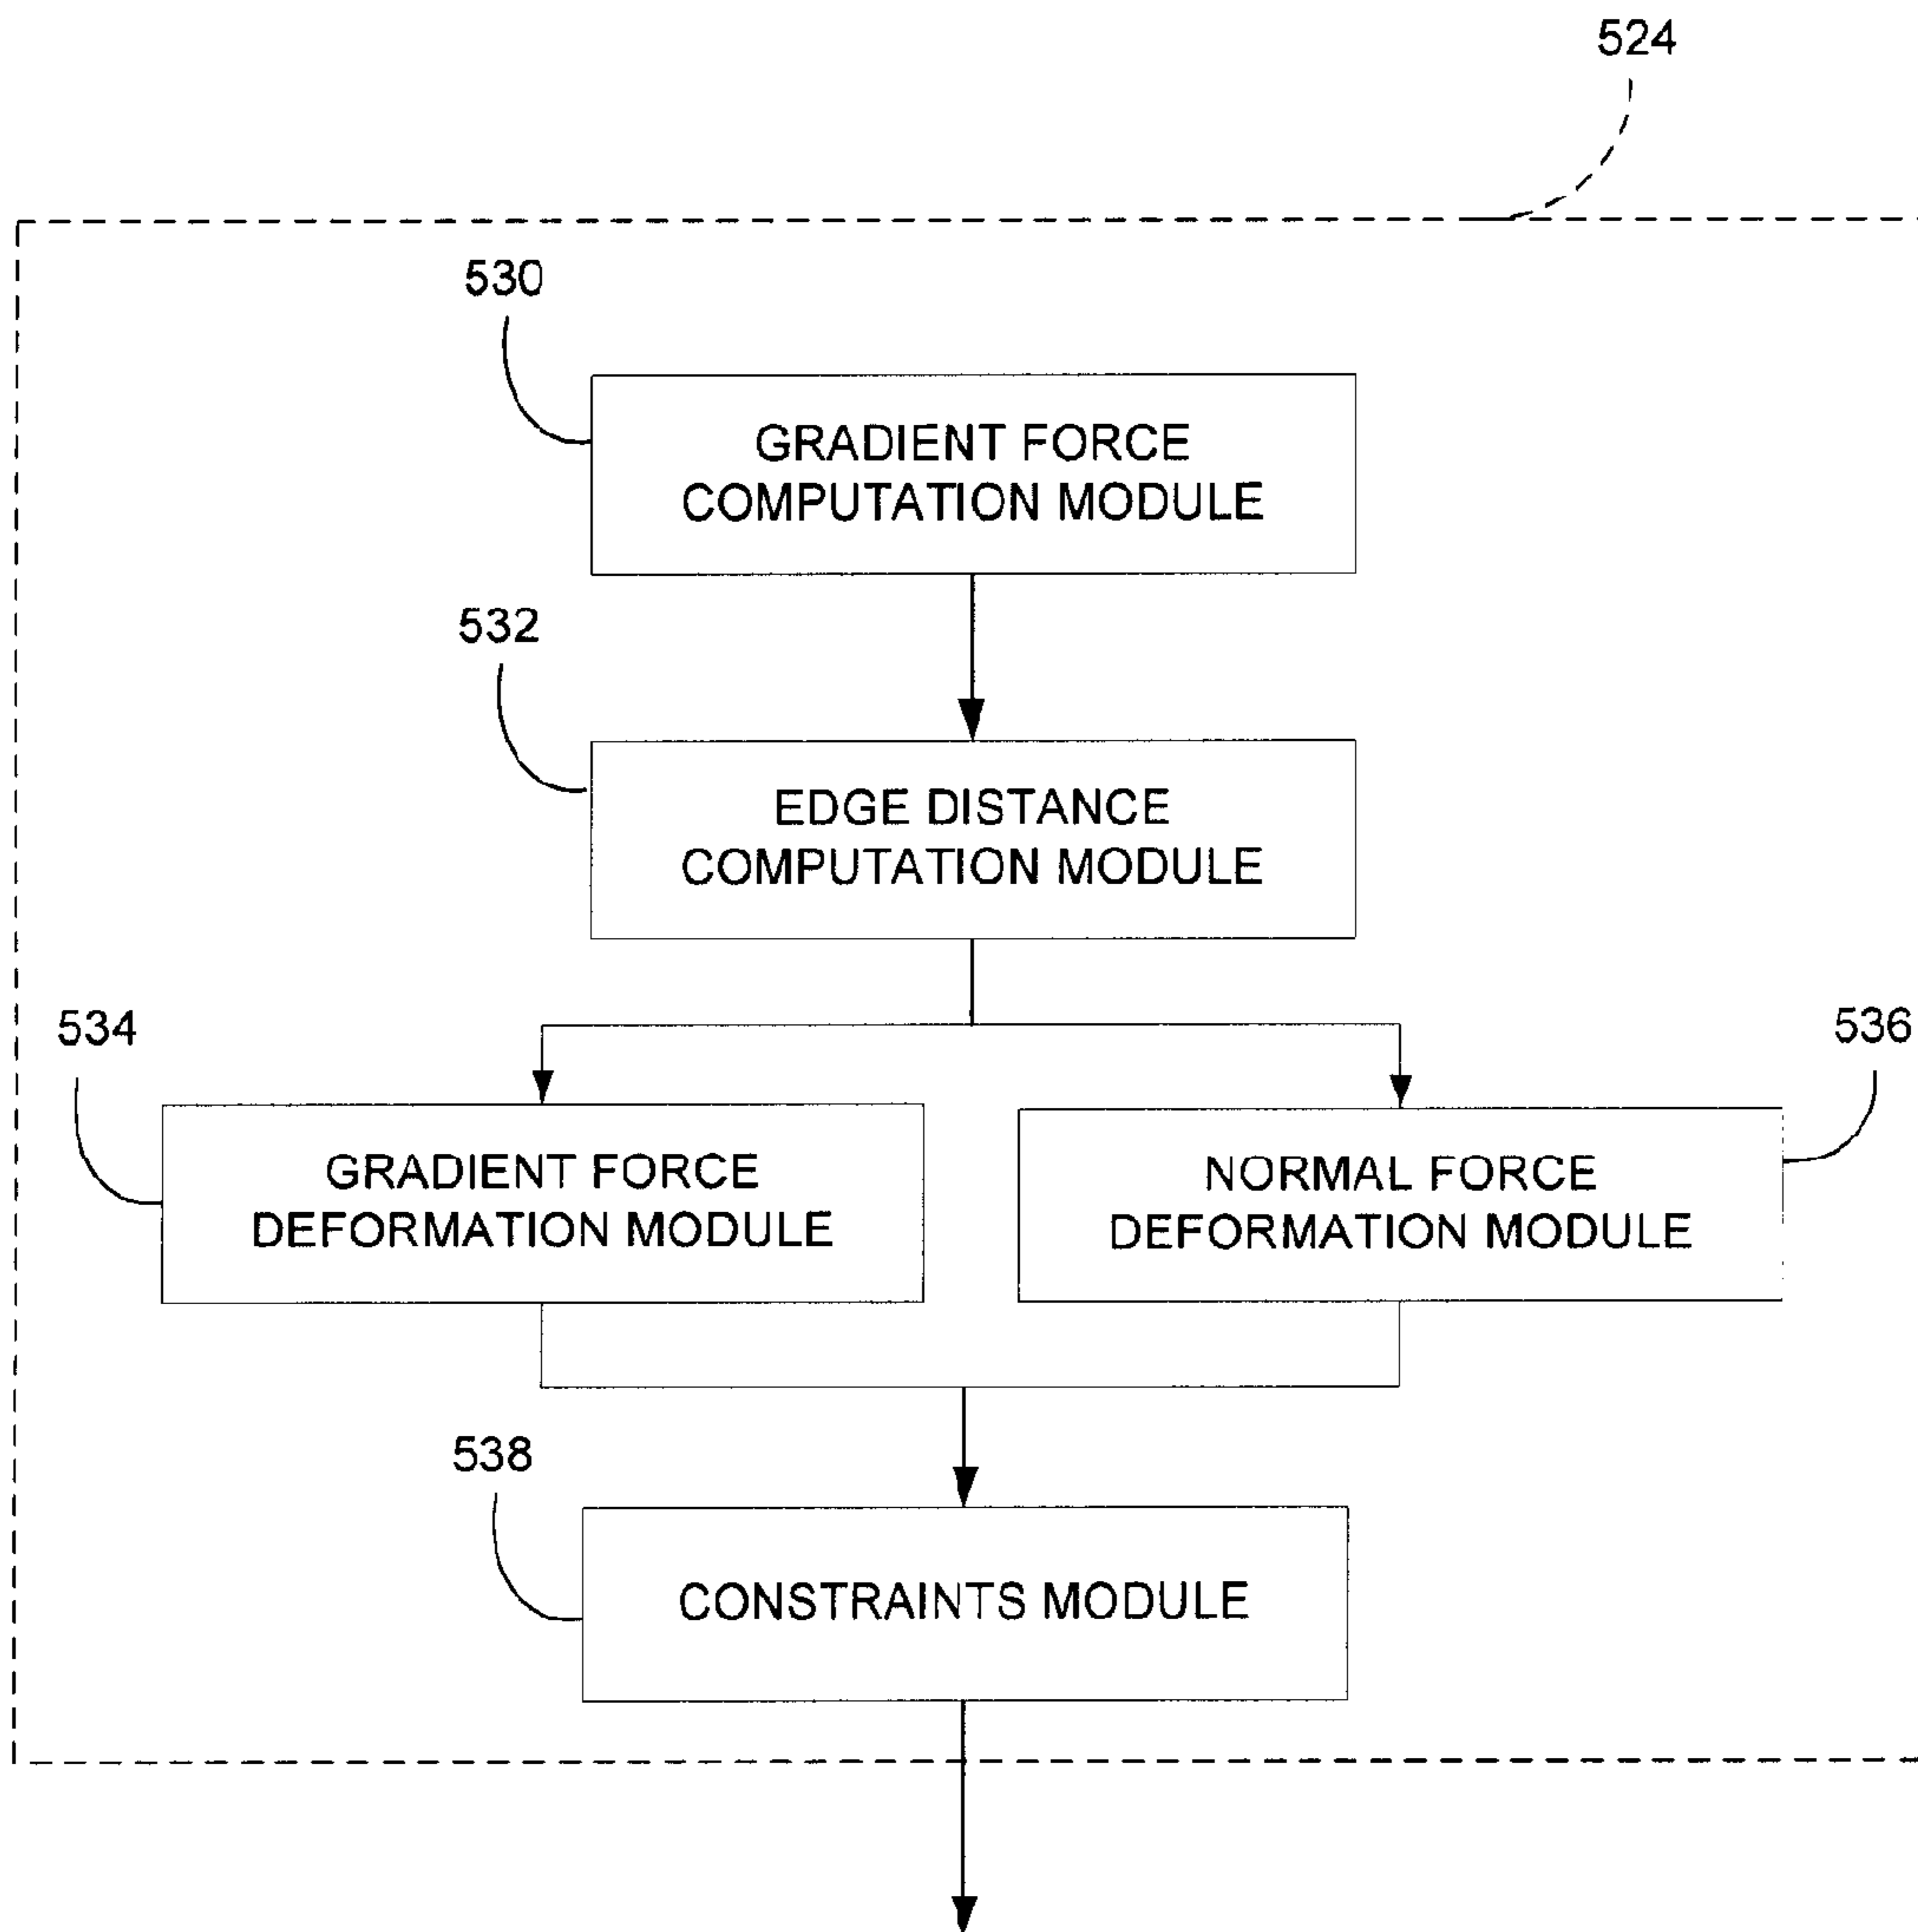 524
530
GRADIENT FORCE
COMPUTATION MODULE
532
EDGE DISTANCE
COMPUTATION MODULE
534
536
GRADIENT FORCE
DEFORMATION MODULE
NORMAL FORCE
DEFORMATION MODULE
538
CONSTRAINTS MODULE